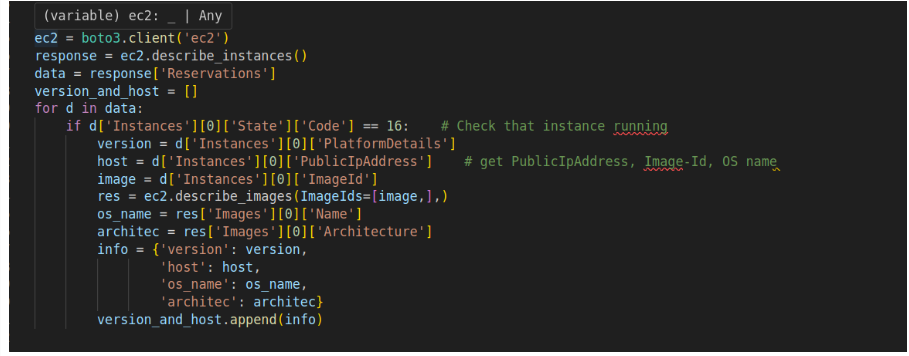 (variable) ec2: _ | Any
ec2 = boto3.client('ec2')
response = ec2.describe_instances()
data = response['Reservations']
version_and_host = []
for d in data:
    if d['Instances'][0]['State']['Code'] == 16:    # Check that instance running
        version = d['Instances'][0]['PlatformDetails']
        host = d['Instances'][0]['PublicIpAddress']    # get PublicIpAddress, Image-Id, OS name
        image = d['Instances'][0]['ImageId']
        res = ec2.describe_images(ImageIds=[image,],)
        os_name = res['Images'][0]['Name']
        architec = res['Images'][0]['Architecture']
        info = {'version': version,
                'host': host,
                'os_name': os_name,
                'architec': architec}
        version_and_host.append(info)